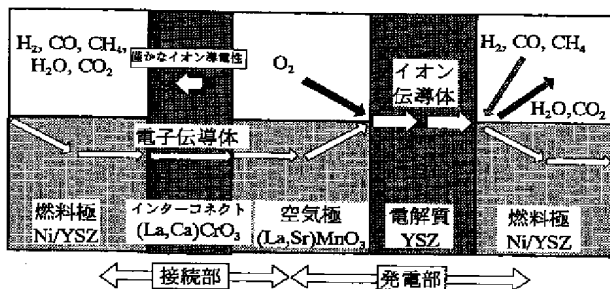 H₂, CO, CH₄,
H₂O, CO₂
僅かなイオン導電性
O₂
イオン
伝導体
H₂, CO, CH₄
H₂O,CO₂
電子伝導体
燃料極
Ni/YSZ
インターコネクト
(La,Ca)CrO₃
空気極
(La,Sr)MnO₃
電解質
YSZ
燃料極
Ni/YSZ
接続部
発電部